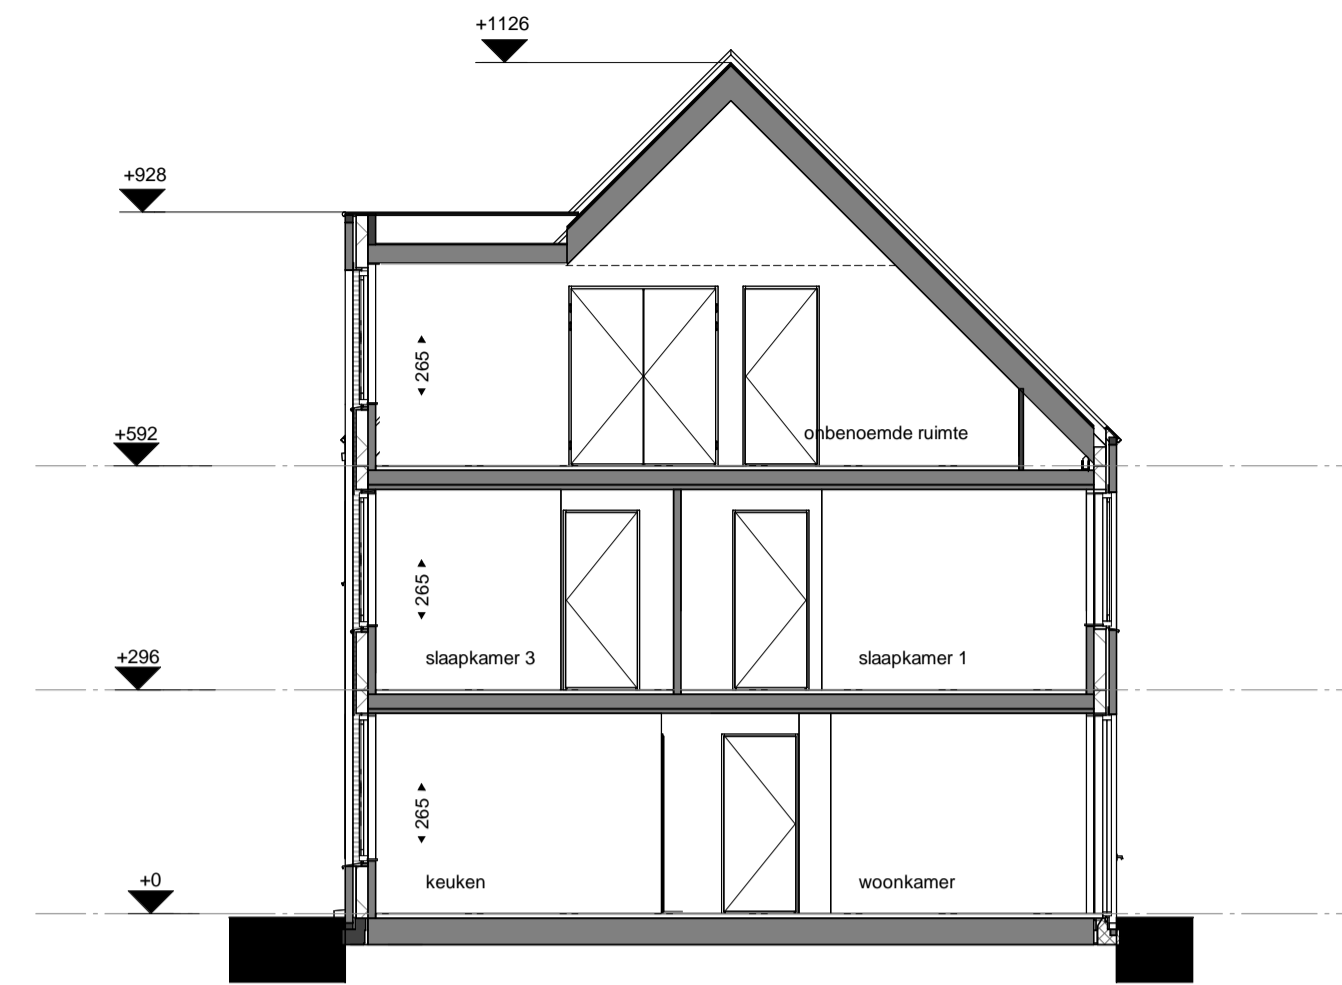 +1126
+928
265
+592
onbenoemde ruimte
265
+296
slaapkamer 3
slaapkamer 1
265
+0
keuken
woonkamer